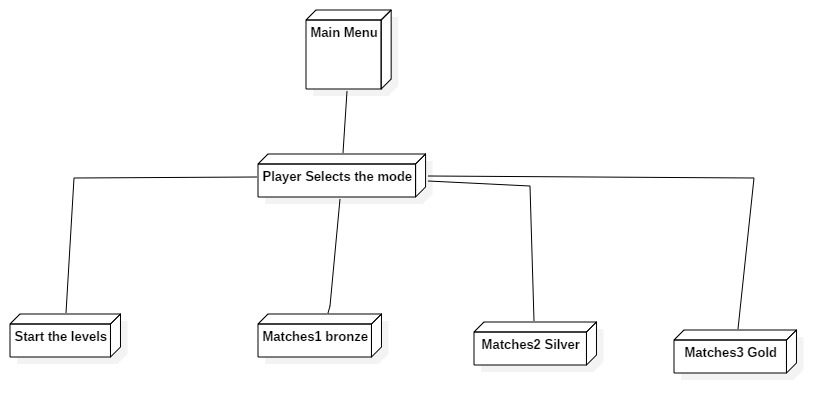 Main Menu
Player Selects the mode
Start the levels
Matches1 bronze
Matches2 Silver
Matches3 Gold